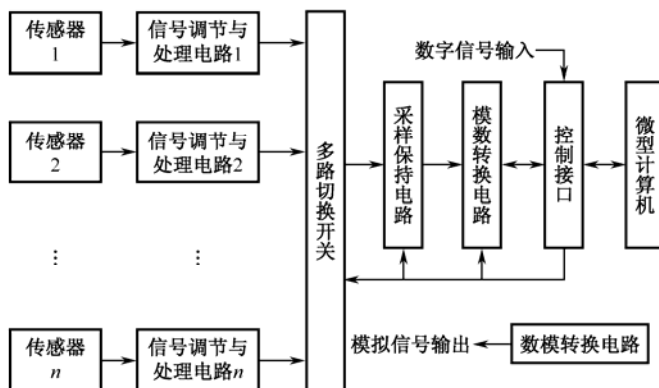 传感器
1
信号调节与
处理电路1
传感器
2
信号调节与
处理电路2
⋮
⋮
传感器
n
信号调节与
处理电路n
多路切换开关
数字信号输入
采样保持电路
模数转换电路
控制接口
微型计算机
模拟信号输出
数模转换电路